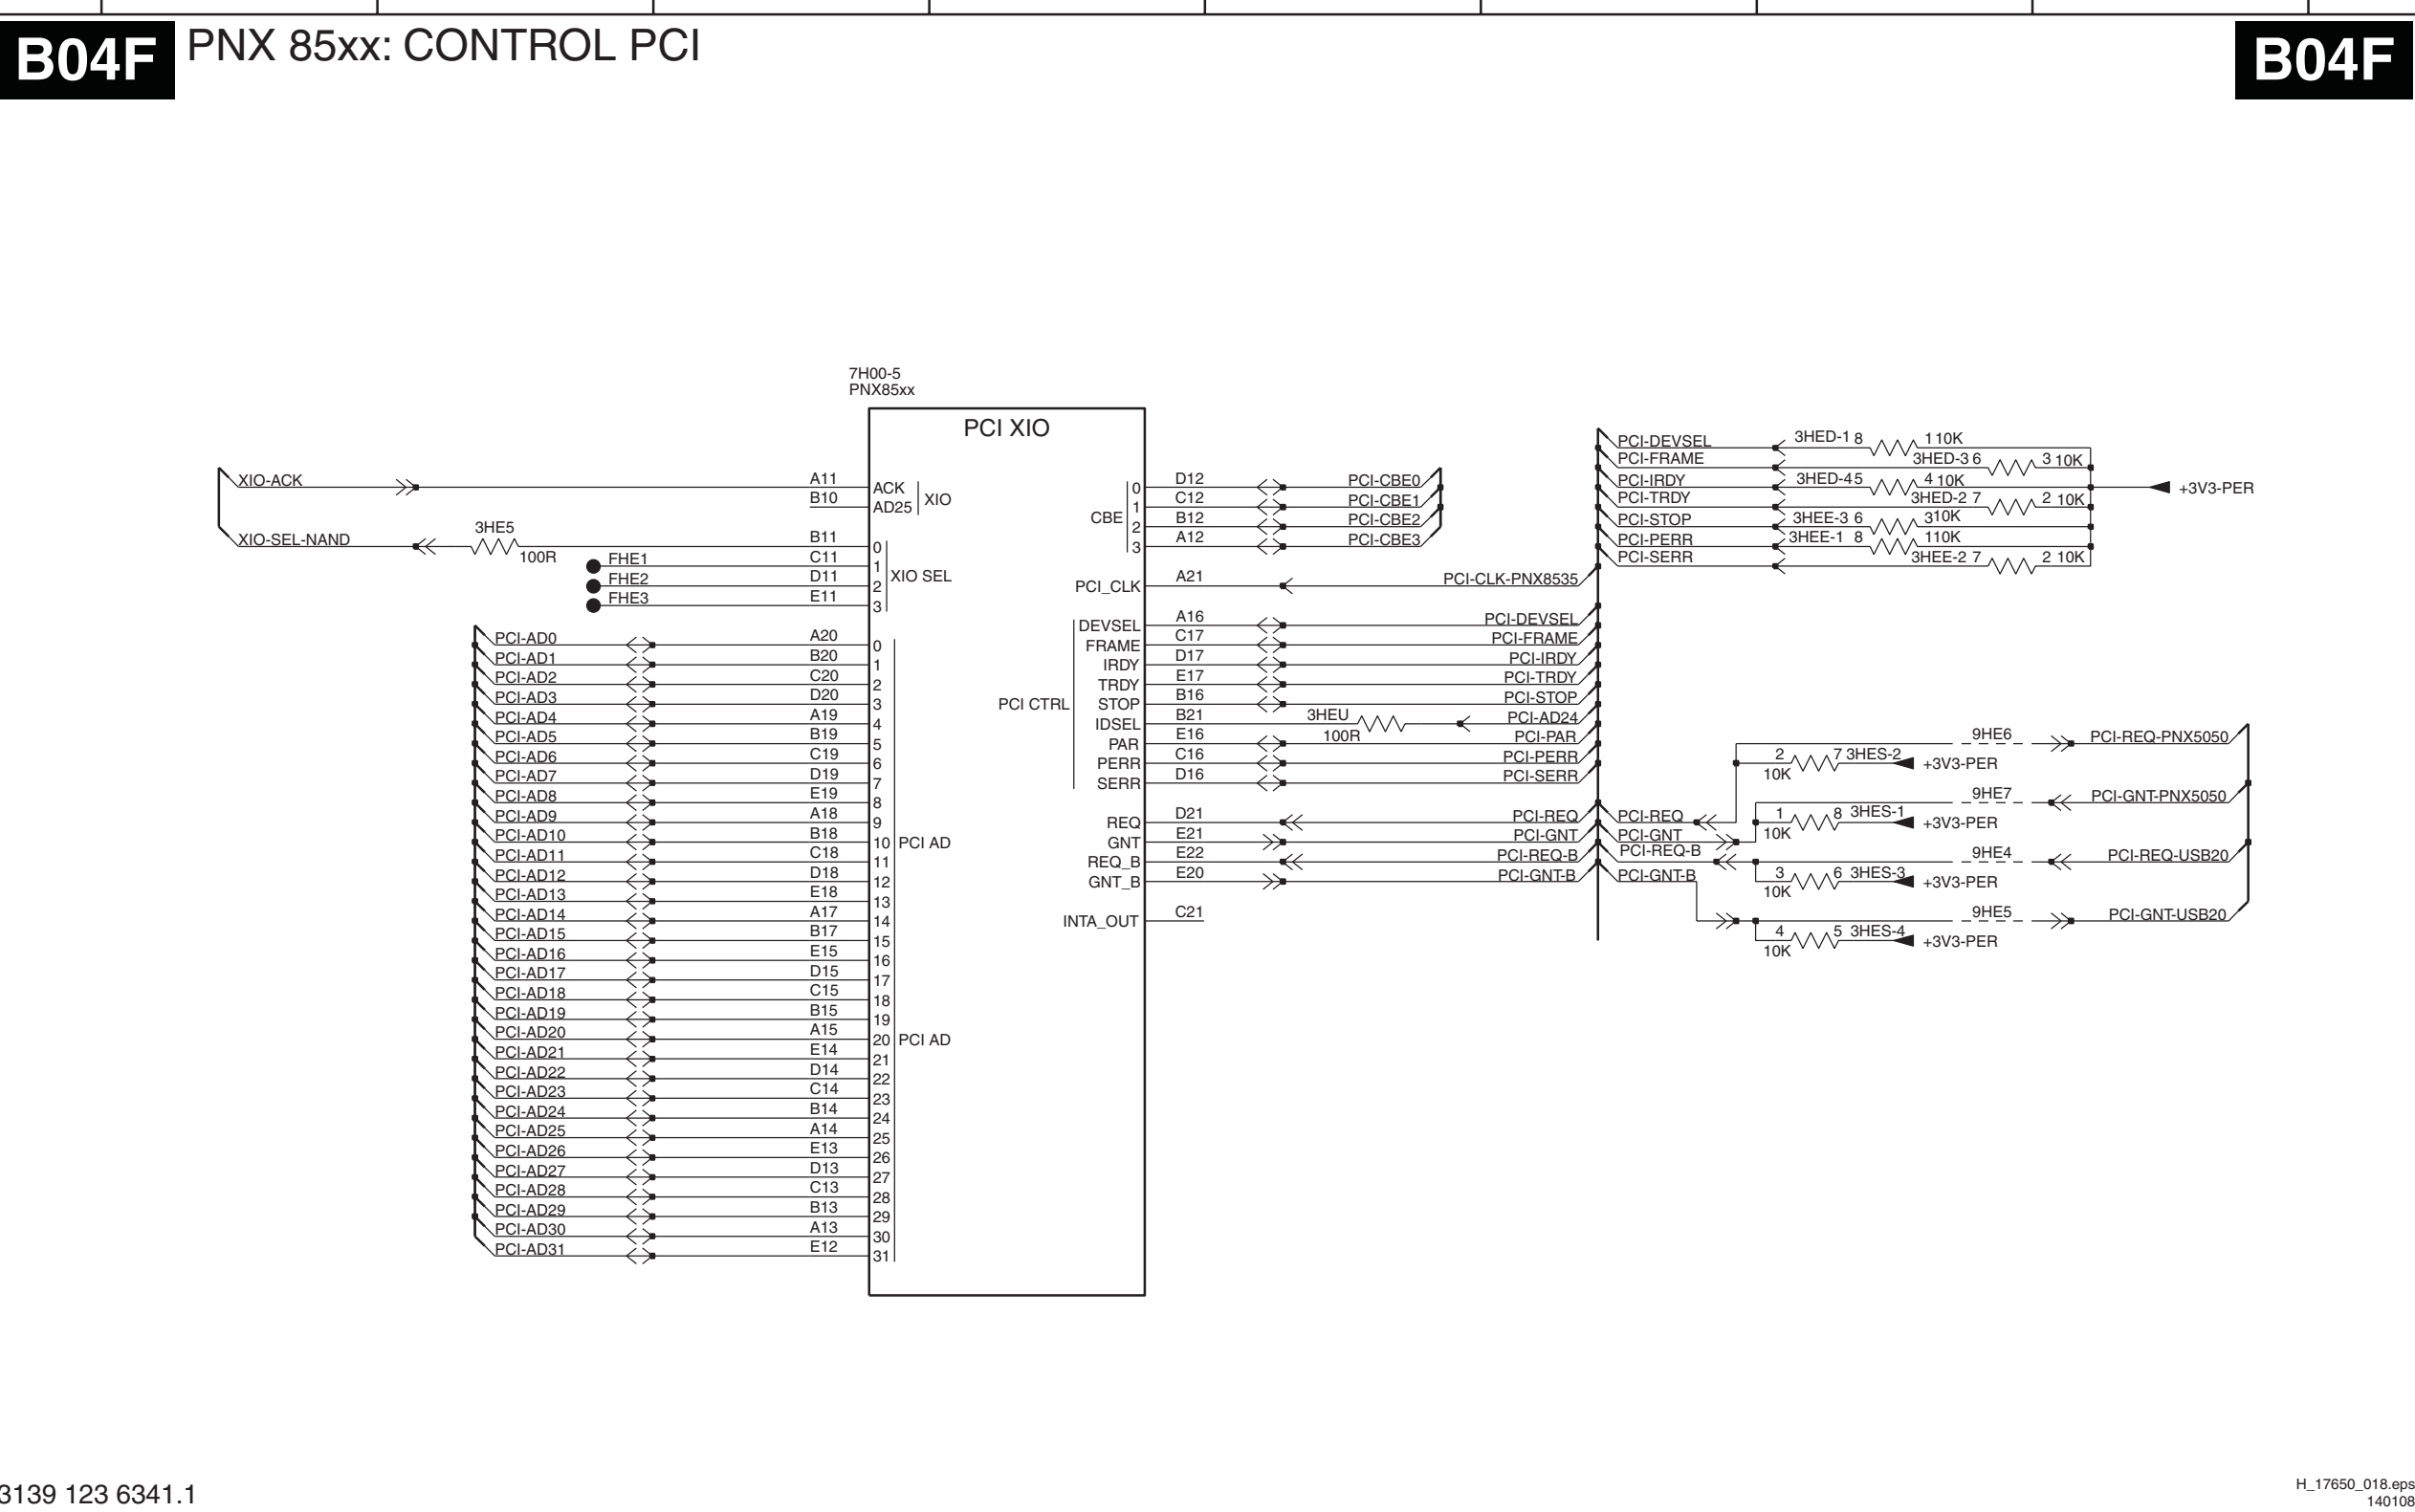 B04F PNX 85xx: CONTROL PCI B04F
7H00-5
PNX85xx
PCI XIO
XIO-ACK A11 ACK
B10 AD25 XIO
XIO-SEL-NAND 3HE5 100R B11 0
FHE1 C11 1
FHE2 D11 2 XIO SEL
FHE3 E11 3
PCI-AD0 A20 0
PCI-AD1 B20 1
PCI-AD2 C20 2
PCI-AD3 D20 3
PCI-AD4 A19 4
PCI-AD5 B19 5
PCI-AD6 C19 6
PCI-AD7 D19 7
PCI-AD8 E19 8
PCI-AD9 A18 9
PCI-AD10 B18 10 PCI AD
PCI-AD11 C18 11
PCI-AD12 D18 12
PCI-AD13 E18 13
PCI-AD14 A17 14
PCI-AD15 B17 15
PCI-AD16 E15 16
PCI-AD17 D15 17
PCI-AD18 C15 18
PCI-AD19 B15 19
PCI-AD20 A15 20 PCI AD
PCI-AD21 E14 21
PCI-AD22 D14 22
PCI-AD23 C14 23
PCI-AD24 B14 24
PCI-AD25 A14 25
PCI-AD26 E13 26
PCI-AD27 D13 27
PCI-AD28 C13 28
PCI-AD29 B13 29
PCI-AD30 A13 30
PCI-AD31 E12 31
0 D12 PCI-CBE0
CBE 1 C12 PCI-CBE1
2 B12 PCI-CBE2
3 A12 PCI-CBE3
PCI_CLK A21 PCI-CLK-PNX8535
PCI CTRL
DEVSEL A16 PCI-DEVSEL
FRAME C17 PCI-FRAME
IRDY D17 PCI-IRDY
TRDY E17 PCI-TRDY
STOP B16 PCI-STOP
IDSEL B21 3HEU 100R PCI-AD24
PAR E16 PCI-PAR
PERR C16 PCI-PERR
SERR D16 PCI-SERR
REQ D21 PCI-REQ
GNT E21 PCI-GNT
REQ_B E22 PCI-REQ-B
GNT_B E20 PCI-GNT-B
INTA_OUT C21
PCI-DEVSEL 3HED-1 8 1 10K
PCI-FRAME 3HED-3 6 3 10K
PCI-IRDY 3HED-4 5 4 10K
+3V3-PER
PCI-TRDY 3HED-2 7 2 10K
PCI-STOP 3HEE-3 6 3 10K
PCI-PERR 3HEE-1 8 1 10K
PCI-SERR 3HEE-2 7 2 10K
9HE6 PCI-REQ-PNX5050
2 10K 7 3HES-2 +3V3-PER
9HE7 PCI-GNT-PNX5050
PCI-REQ 1 10K 8 3HES-1 +3V3-PER
PCI-GNT
PCI-REQ-B 9HE4 PCI-REQ-USB20
PCI-GNT-B 3 10K 6 3HES-3 +3V3-PER
9HE5 PCI-GNT-USB20
4 10K 5 3HES-4 +3V3-PER
3139 123 6341.1
H_17650_018.eps
140108